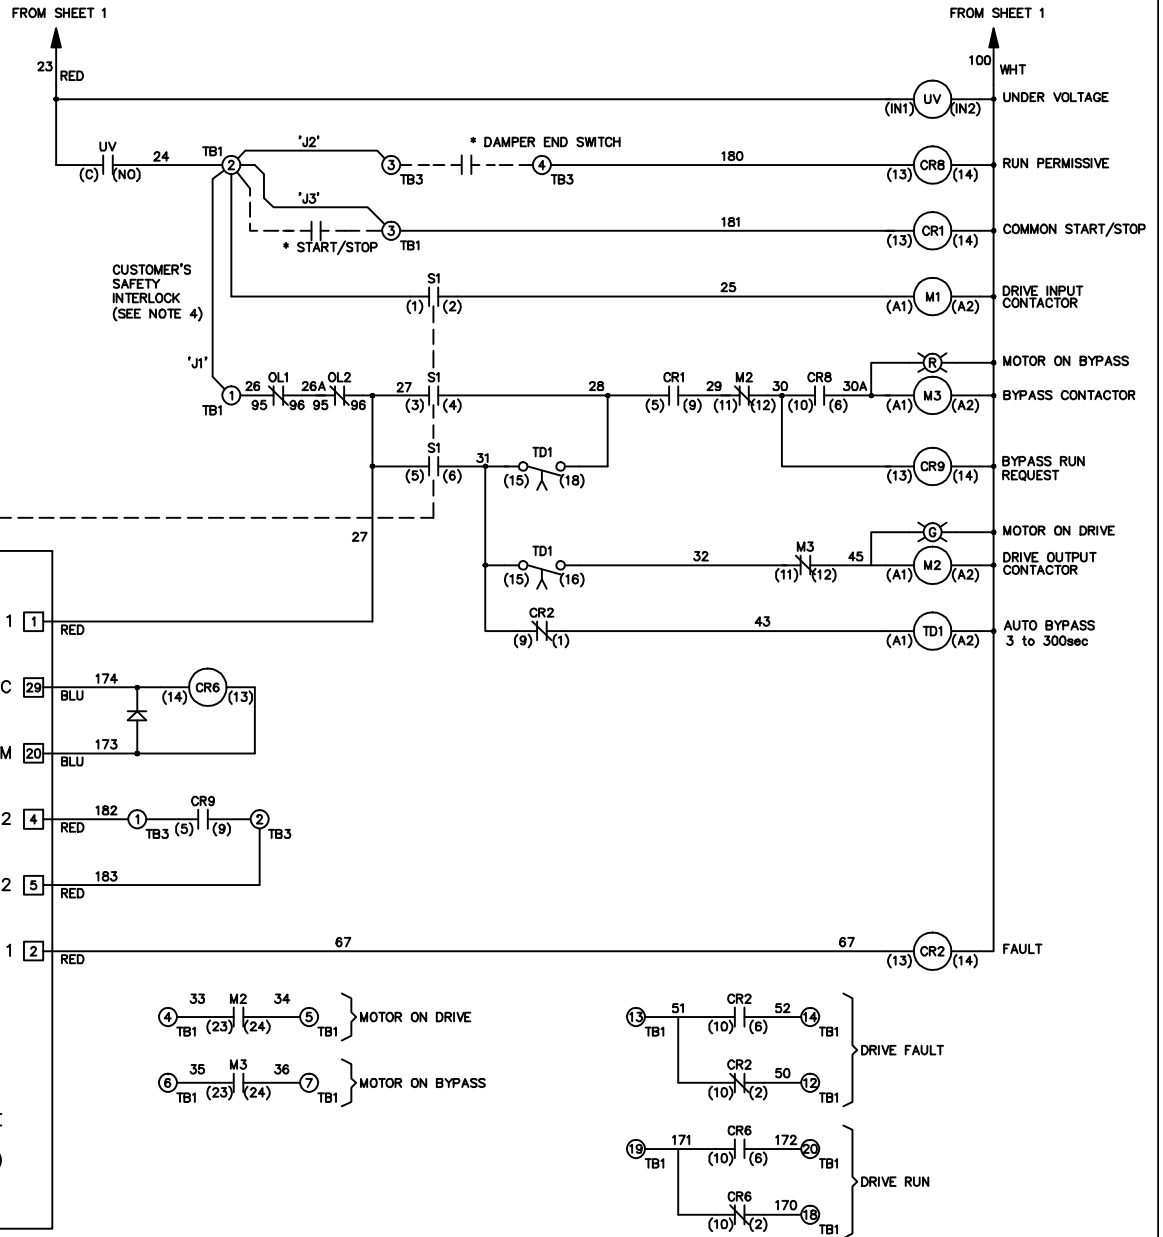 FROM SHEET 1
FROM SHEET 1
23 RED
100 WHT
(IN1) UV (IN2) UNDER VOLTAGE
UV
(C) (NO)
24
TB1 2
'J2'
3 TB3
* DAMPER END SWITCH
4 TB3
180
(13) CR8 (14) RUN PERMISSIVE
'J3'
* START/STOP
3 TB1
181
(13) CR1 (14) COMMON START/STOP
CUSTOMER'S
SAFETY
INTERLOCK
(SEE NOTE 4)
S1
(1) (2)
25
(A1) M1 (A2) DRIVE INPUT
CONTACTOR
'J1'
R MOTOR ON BYPASS
TB1 1
26 OL1 26A OL2
95 96 95 96
27 S1
(3) (4)
28
CR1
(5) (9)
29 M2
(11) (12)
30 CR8
(10) (6)
30A
(A1) M3 (A2) BYPASS CONTACTOR
S1
(5) (6)
31
TD1
(15) (18)
(13) CR9 (14) BYPASS RUN
REQUEST
27
G MOTOR ON DRIVE
TD1
(15) (16)
32
M3
(11) (12)
45
(A1) M2 (A2) DRIVE OUTPUT
CONTACTOR
CR2
(9) (1)
43
(A1) TD1 (A2) AUTO BYPASS
3 to 300sec
1 1 RED
C 29 BLU 174
(14) CR6 (13)
M 20 BLU 173
2 4 RED 182
1 TB3
CR9
(5) (9)
2 TB3
2 5 RED 183
1 2 RED
67
67
(13) CR2 (14) FAULT
4 TB1 33 M2 34 5 TB1
(23) (24)
MOTOR ON DRIVE
6 TB1 35 M3 36 7 TB1
(23) (24)
MOTOR ON BYPASS
13 TB1 51 CR2 52 14 TB1
(10) (6)
CR2 50 12 TB1
(10) (2)
DRIVE FAULT
19 TB1 171 CR6 172 20 TB1
(10) (6)
CR6 170 18 TB1
(10) (2)
DRIVE RUN
)